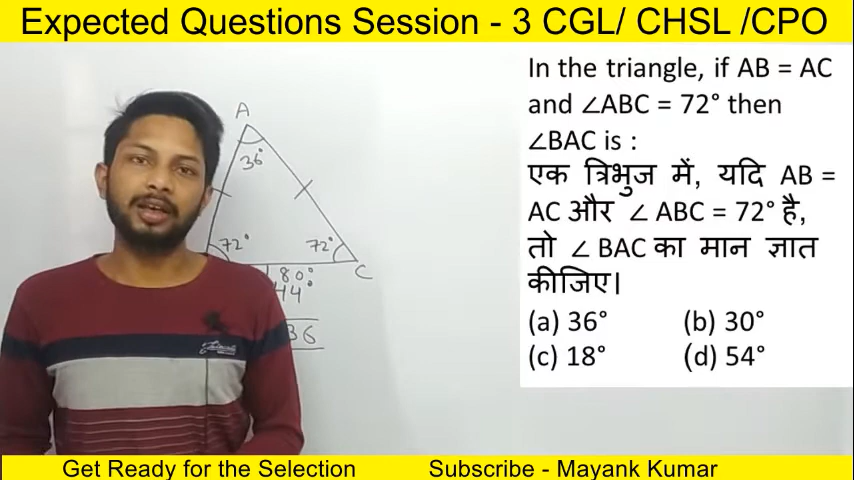 Expected Questions Session - 3 CGL/ CHSL /CPO
In the triangle, if AB = AC
and ∠ABC = 72° then
∠BAC is :
एक त्रिभुज में, यदि AB =
AC और ∠ ABC = 72° है,
तो ∠ BAC का मान ज्ञात
कीजिए।
(a) 36° (b) 30°
(c) 18° (d) 54°
A
36°
72° 72°
C
80°
44°
36
Get Ready for the Selection Subscribe - Mayank Kumar